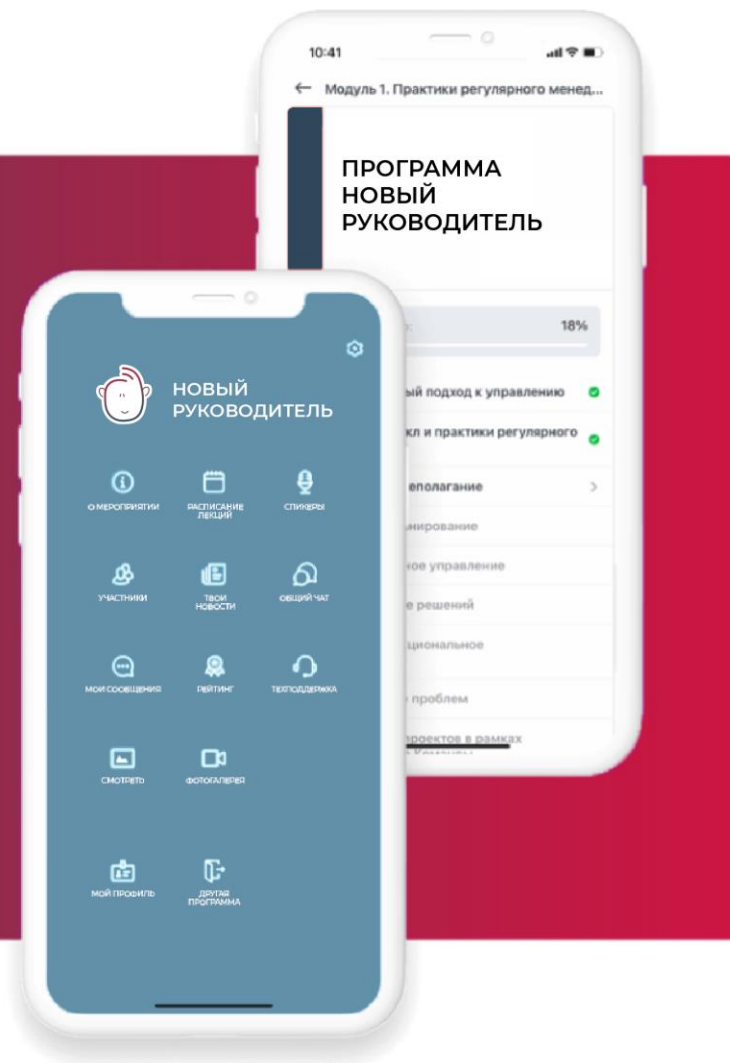 10:41
Модуль 1. Практики регулярного менед...
ПРОГРАММА
НОВЫЙ
РУКОВОДИТЕЛЬ
18%
ый подход к управлению
кл и практики регулярного
еполагание
нирование
ное управление
е решений
циональное
проблем
проектов в рамках
НОВЫЙ
РУКОВОДИТЕЛЬ
О МЕРОПРИЯТИИ
РАСПИСАНИЕ
ЛЕКЦИЙ
СПИКЕРЫ
УЧАСТНИКИ
ТВОИ
НОВОСТИ
ОБЩИЙ ЧАТ
МОИ СООБЩЕНИЯ
РЕЙТИНГ
ТЕХПОДДЕРЖКА
СМОТРЕТЬ
ФОТОГАЛЕРЕЯ
МОЙ ПРОФИЛЬ
ДРУГАЯ
ПРОГРАММА